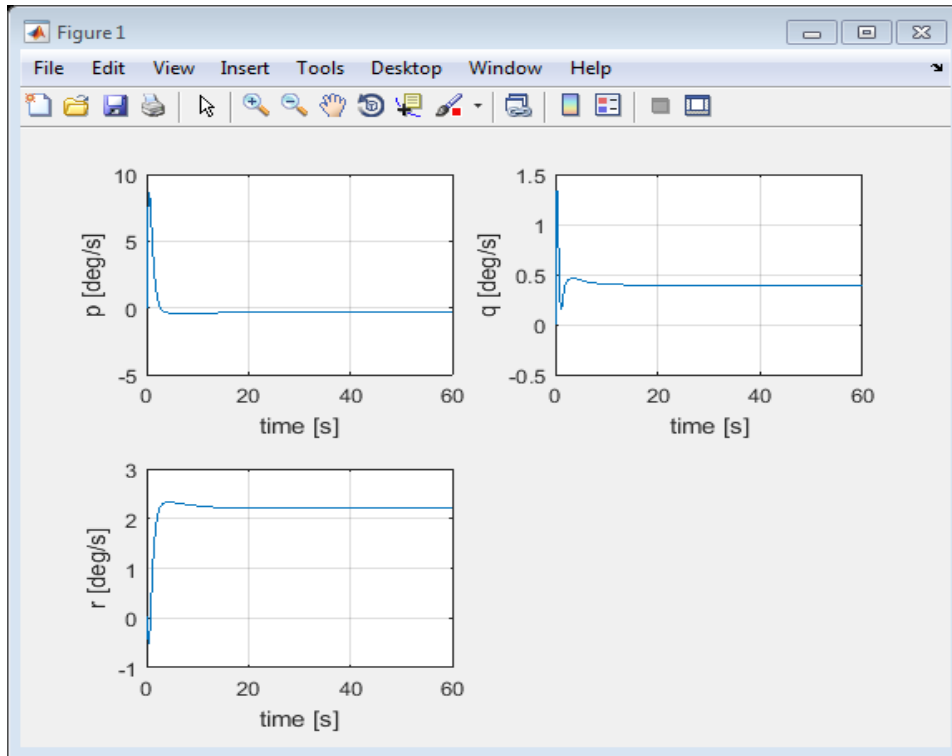 Figure 1
File Edit View Insert Tools Desktop Window Help
10
5
0
-5
p [deg/s]
0 20 40 60
time [s]
1.5
1
0.5
0
-0.5
q [deg/s]
0 20 40 60
time [s]
3
2
1
0
-1
r [deg/s]
0 20 40 60
time [s]